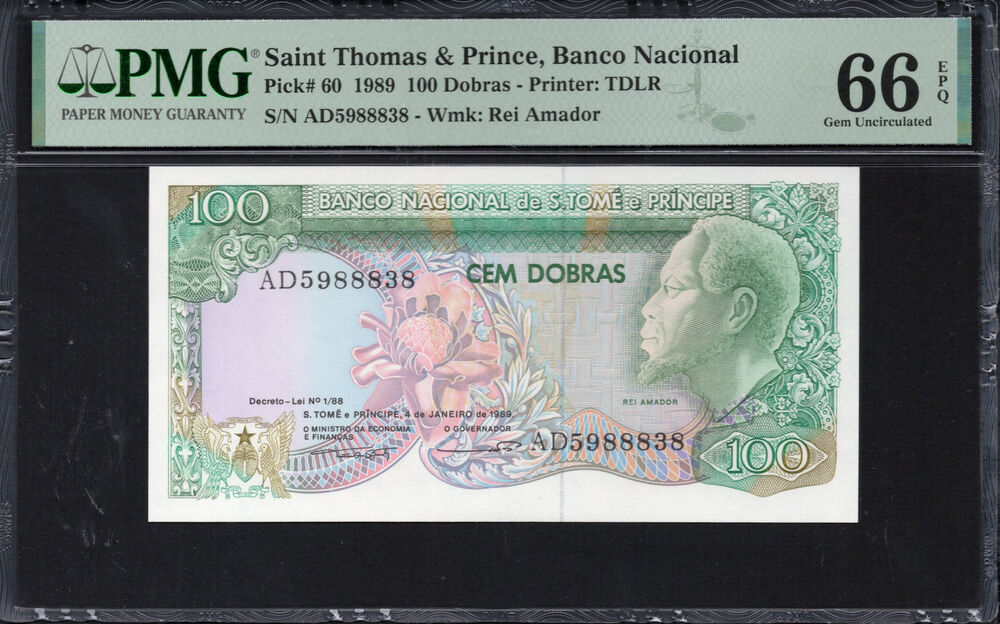 PMG®
PAPER MONEY GUARANTY
Saint Thomas & Prince, Banco Nacional
Pick# 60 1989 100 Dobras - Printer: TDLR
S/N AD5988838 - Wmk: Rei Amador
66 EPQ
Gem Uncirculated
100
BANCO NACIONAL de S.TOMÉ e PRÍNCIPE
CEM DOBRAS
AD5988838
REI AMADOR
Decreto - Lei Nº 1/88
S. TOMÉ e PRÍNCIPE, 4 de JANEIRO de 1989.
O MINISTRO DA ECONOMIA
E FINANÇAS
O GOVERNADOR
AD5988838
100